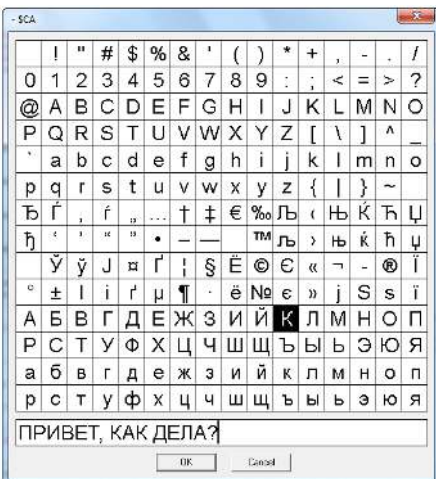 - SCA
! " # $ % & ' ( ) * + , - . /
0 1 2 3 4 5 6 7 8 9 : ; < = > ?
@ A B C D E F G H I J K L M N O
P Q R S T U V W X Y Z [ \ ] ^ _
` a b c d e f g h i j k l m n o
p q r s t u v w x y z { | } ~
Ђ Ѓ ‚ ѓ „ … † ‡ € ‰ Љ ‹ Њ Ќ Ћ Џ
ђ ‘ ’ “ ” • – — ™ љ › њ ќ ћ џ
Ў ў Ј ¤ Ґ ¦ § Ё © Є « ¬ - ® Ї
° ± І і ґ µ ¶ · ё № є » ј Ѕ ѕ ї
А Б В Г Д Е Ж З И Й К Л М Н О П
Р С Т У Ф Х Ц Ч Ш Щ Ъ Ы Ь Э Ю Я
а б в г д е ж з и й к л м н о п
р с т у ф х ц ч ш щ ъ ы ь э ю я
ПРИВЕТ, КАК ДЕЛА?
OK Cancel